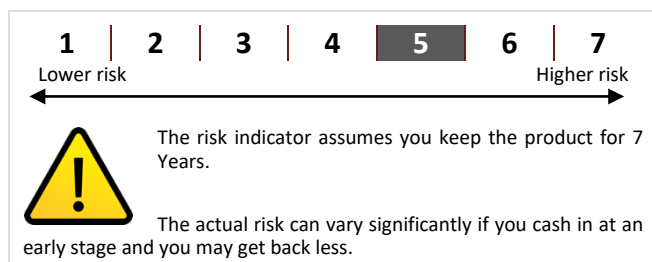 1 2 3 4 5 6 7
Lower risk Higher risk
The risk indicator assumes you keep the product for 7
Years.
The actual risk can vary significantly if you cash in at an
early stage and you may get back less.